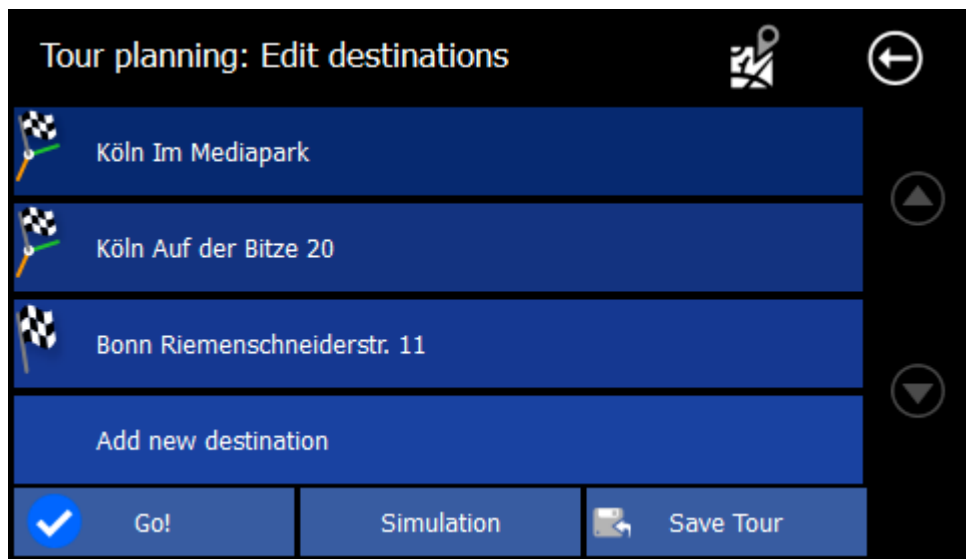 Tour planning: Edit destinations
Köln Im Mediapark
Köln Auf der Bitze 20
Bonn Riemenschneiderstr. 11
Add new destination
Go!
Simulation
Save Tour